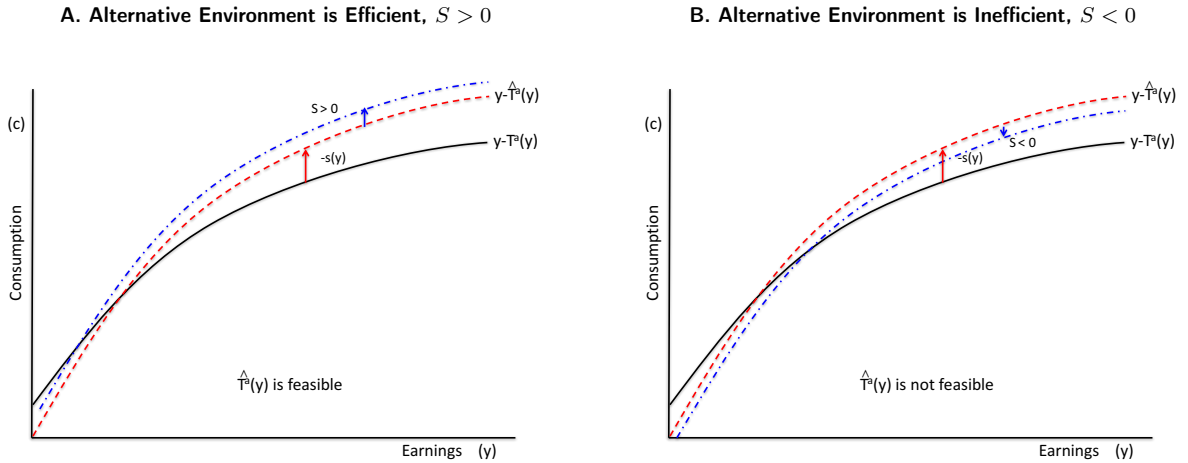 A. Alternative Environment is Efficient, S > 0
(c)
Consumption
S > 0
-s(y)
y-T̂ᵃ(y)
y-Tᵃ(y)
T̂ᵃ(y) is feasible
Earnings (y)
B. Alternative Environment is Inefficient, S < 0
(c)
Consumption
S < 0
-s(y)
y-T̂ᵃ(y)
y-Tᵃ(y)
T̂ᵃ(y) is not feasible
Earnings (y)